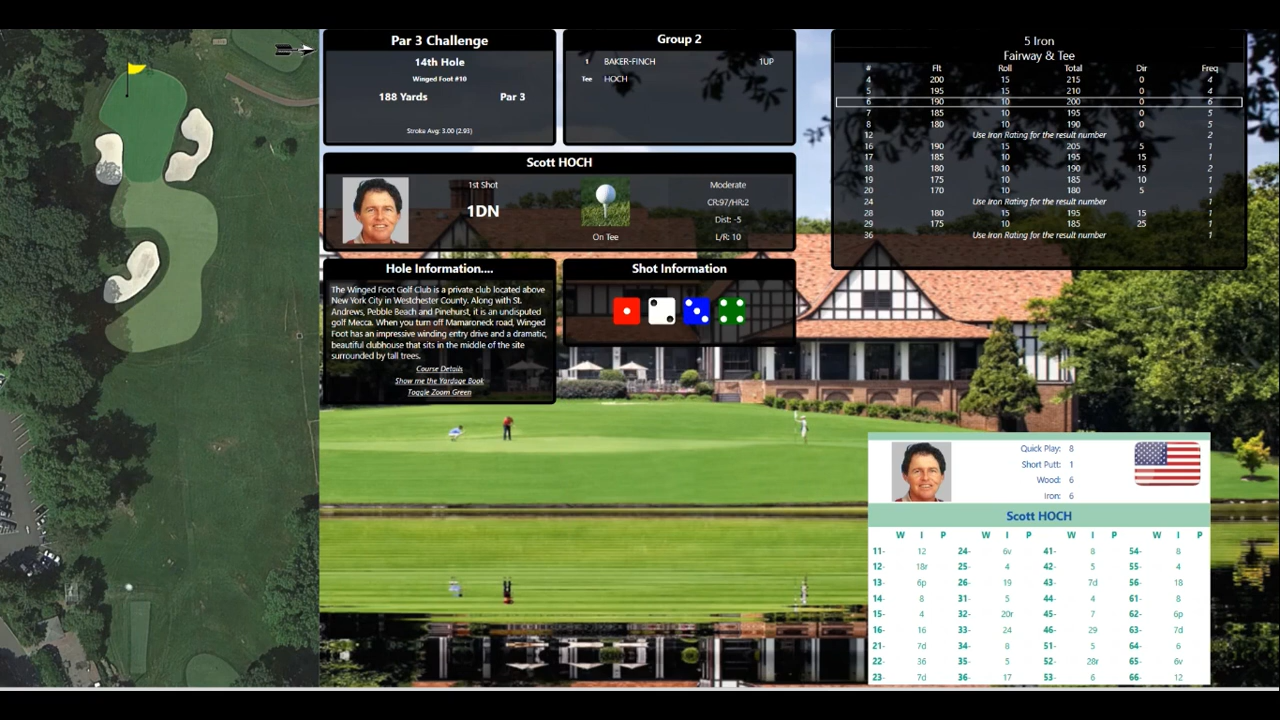 Par 3 Challenge
14th Hole
Winged Foot #10
188 Yards Par 3
Stroke Avg: 3.00 (2.93)
Group 2
1 BAKER-FINCH 1UP
Tee HOCH
Scott HOCH
1st Shot
1DN
On Tee
Moderate
CR:97/HR:2
Dist: -5
L/R: 10
Hole Information....
The Winged Foot Golf Club is a private club located above
New York City in Westchester County. Along with St.
Andrews, Pebble Beach and Pinehurst, it is an undisputed
golf Mecca. When you turn off Mamaroneck road, Winged
Foot has an impressive winding entry drive and a dramatic,
beautiful clubhouse that sits in the middle of the site
surrounded by tall trees.
Course Details
Show me the Yardage Book
Toggle Zoom Green
Shot Information
5 Iron
Fairway & Tee
# Flt Roll Total Dir Freq
4 200 15 215 0 4
5 195 15 210 0 4
6 190 10 200 0 6
7 185 10 195 0 5
8 180 10 190 0 5
12 Use Iron Rating for the result number 2
16 190 15 205 5 1
17 185 10 195 15 1
18 180 10 190 15 2
19 175 10 185 10 1
20 170 10 180 5 1
24 Use Iron Rating for the result number 1
28 180 15 195 15 1
29 175 10 185 25 1
36 Use Iron Rating for the result number 1
Quick Play: 8
Short Putt: 1
Wood: 6
Iron: 6
Scott HOCH
W I P W I P W I P W I P
11- 12 24- 6v 41- 8 54- 8
12- 18r 25- 4 42- 5 55- 4
13- 6p 26- 19 43- 7d 56- 18
14- 8 31- 5 44- 4 61- 8
15- 4 32- 20r 45- 7 62- 6p
16- 16 33- 24 46- 29 63- 7d
21- 7d 34- 8 51- 5 64- 6
22- 36 35- 5 52- 28r 65- 6v
23- 7d 36- 17 53- 6 66- 12